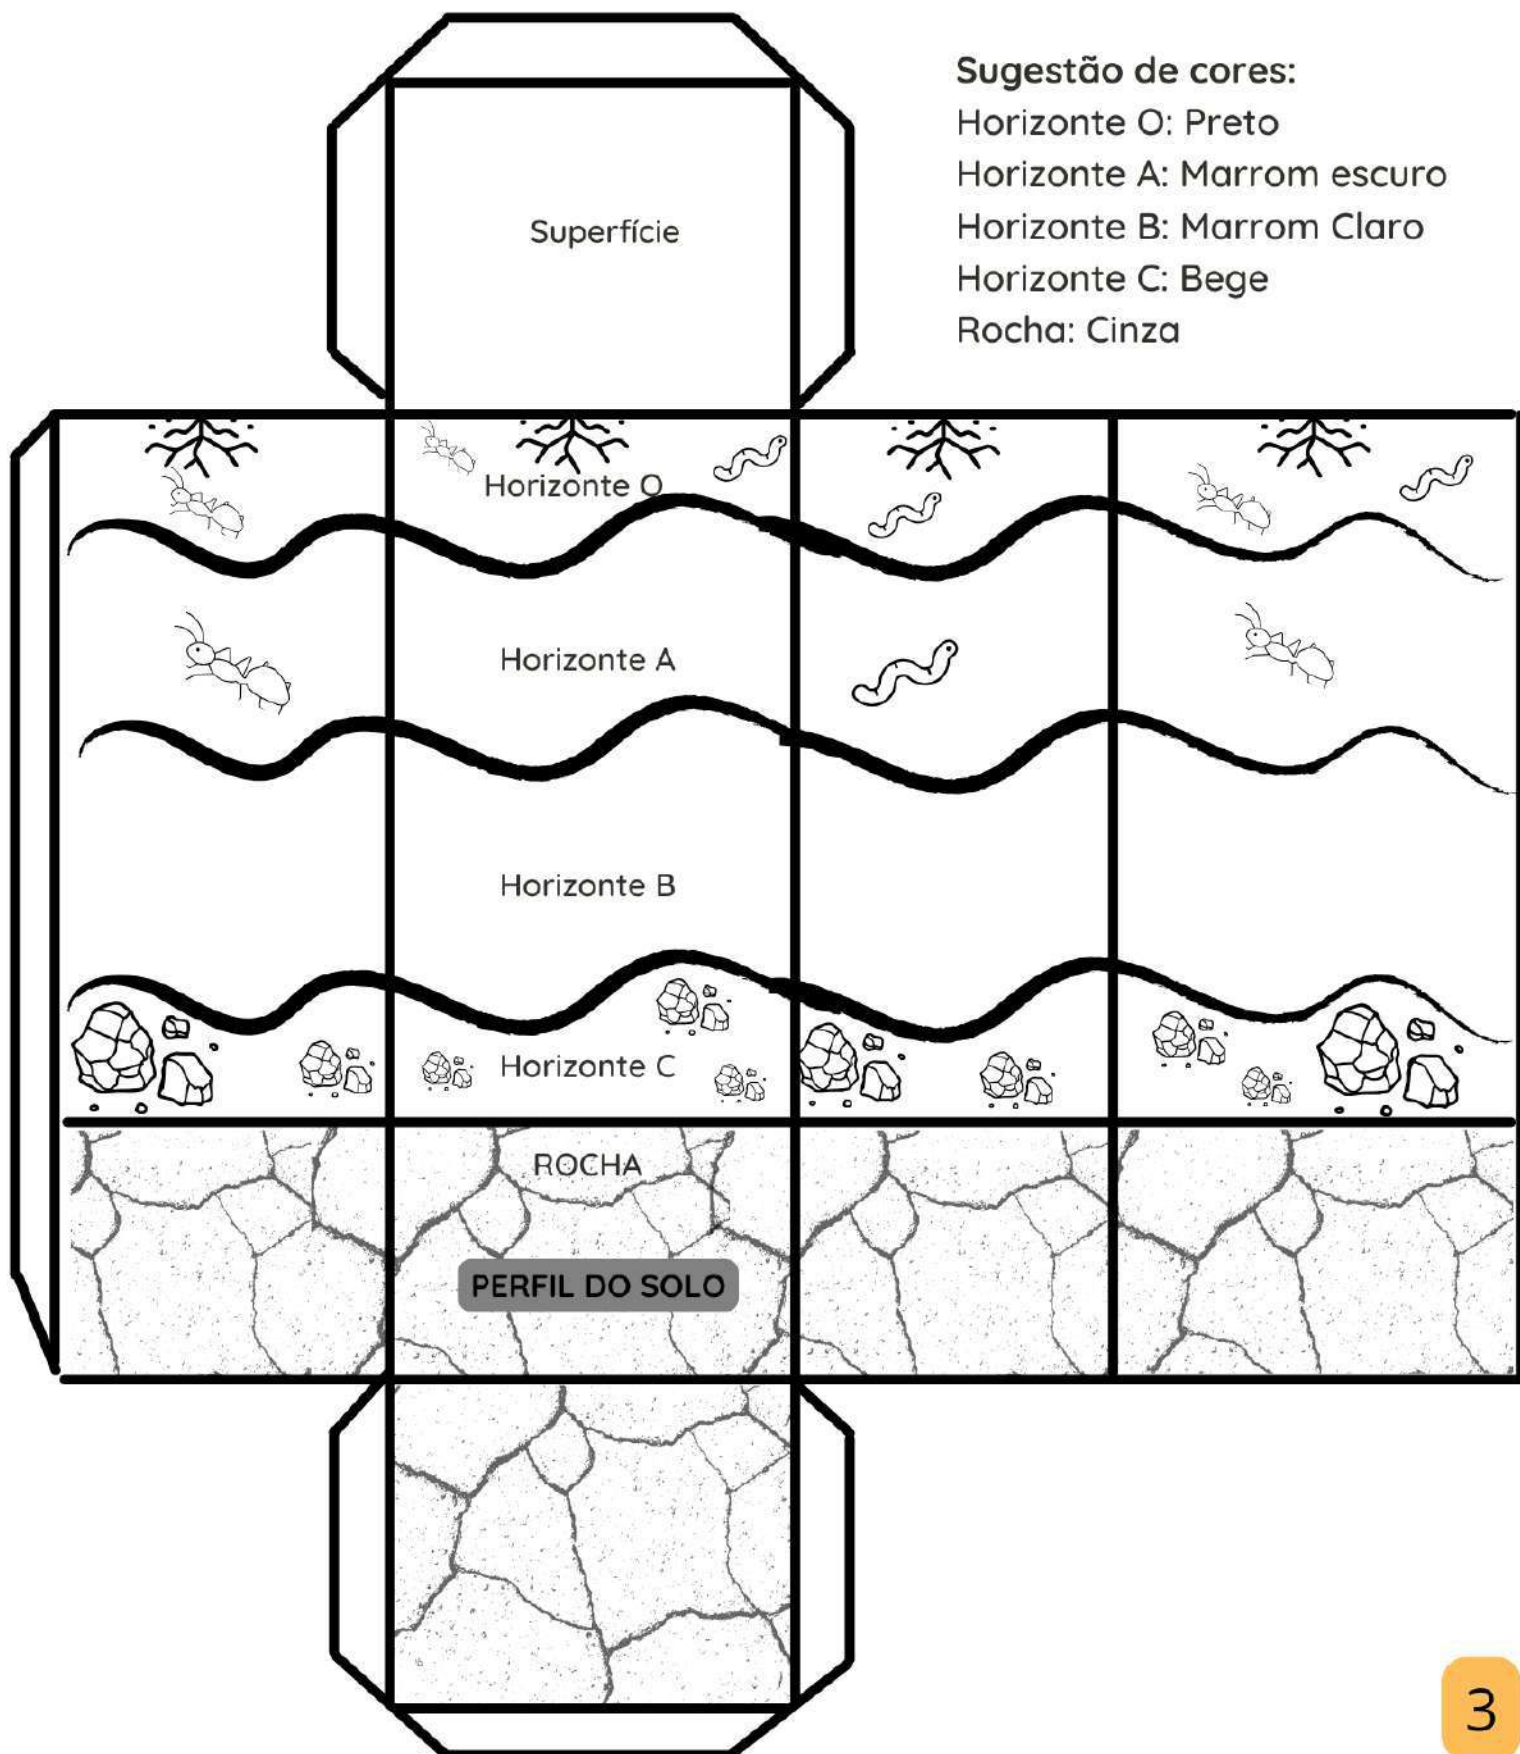 Sugestão de cores:
Horizonte O: Preto
Horizonte A: Marrom escuro
Horizonte B: Marrom Claro
Horizonte C: Bege
Rocha: Cinza
Superfície
Horizonte O
Horizonte A
Horizonte B
Horizonte C
ROCHA
PERFIL DO SOLO
3